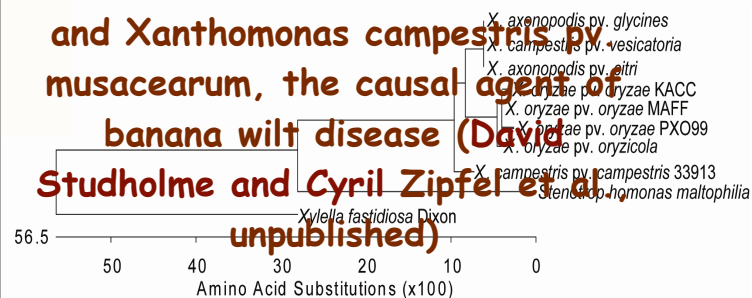 X. axonopodis pv. glycines
and Xanthomonas campestris pv.
X. campestris pv. vesicatoria
X. axonopodis pv. citri
musacearum, the causal agent of
X. oryzae pv. oryzae KACC
X. oryzae pv. oryzae MAFF
X. oryzae pv. oryzae PXO99
banana wilt disease (David
X. oryzae pv. oryzicola
X. campestris pv. campestris 33913
Studholme and Cyril Zipfel et al.,
Stenotrop homonas maltophilia
Xylella fastidiosa Dixon
unpublished)
56.5
50 40 30 20 10 0
Amino Acid Substitutions (x100)